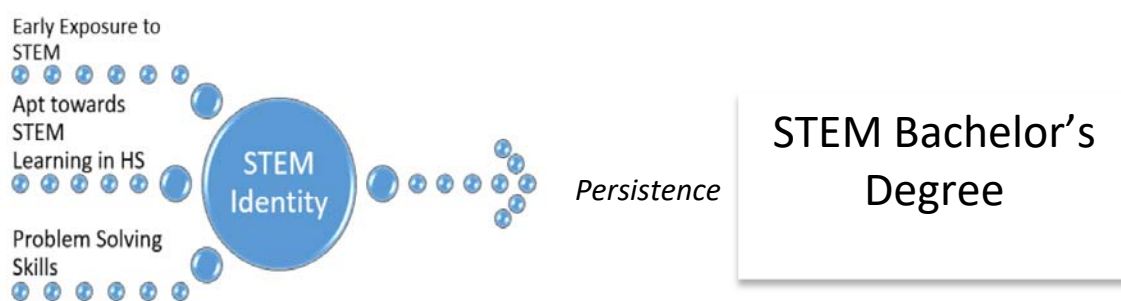 Early Exposure to
STEM
Apt towards
STEM
Learning in HS
Problem Solving
Skills
STEM
Identity
Persistence
STEM Bachelor's
Degree